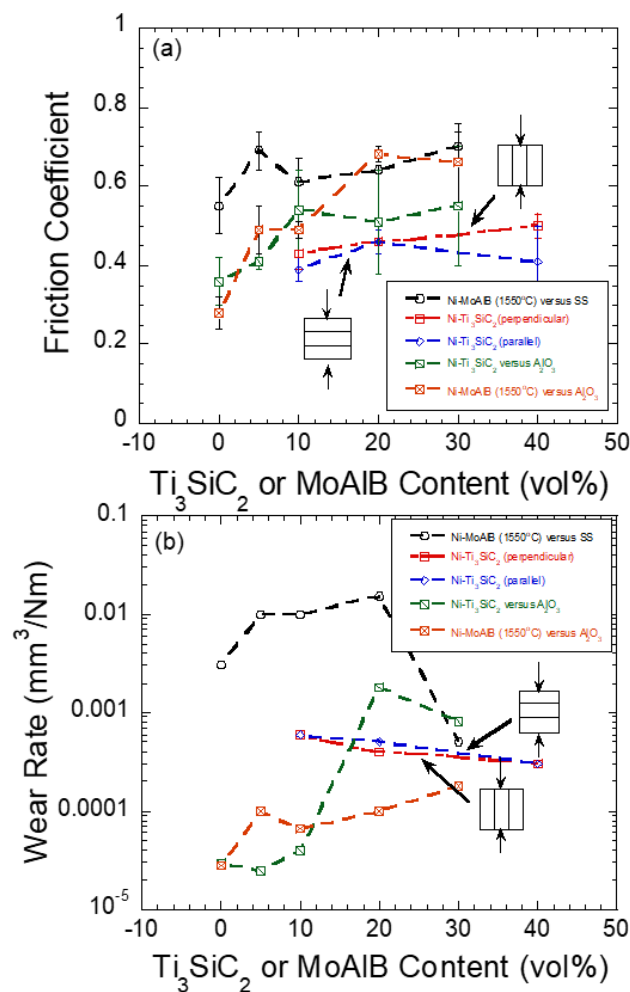 (a)
1
0.8
0.6
0.4
0.2
0
Friction Coefficient
Ni-MoAlB (1550°C) versus SS
Ni-Ti₃SiC₂ (perpendicular)
Ni-Ti₃SiC₂ (parallel)
Ni-Ti₃SiC₂ versus Al₂O₃
Ni-MoAlB (1550°C) versus Al₂O₃
-10 0 10 20 30 40 50
Ti₃SiC₂ or MoAlB Content (vol%)
(b)
0.1
0.01
0.001
0.0001
10⁻⁵
Wear Rate (mm³/Nm)
Ni-MoAlB (1550°C) versus SS
Ni-Ti₃SiC₂ (perpendicular)
Ni-Ti₃SiC₂ (parallel)
Ni-Ti₃SiC₂ versus Al₂O₃
Ni-MoAlB (1550°C) versus Al₂O₃
-10 0 10 20 30 40 50
Ti₃SiC₂ or MoAlB Content (vol%)